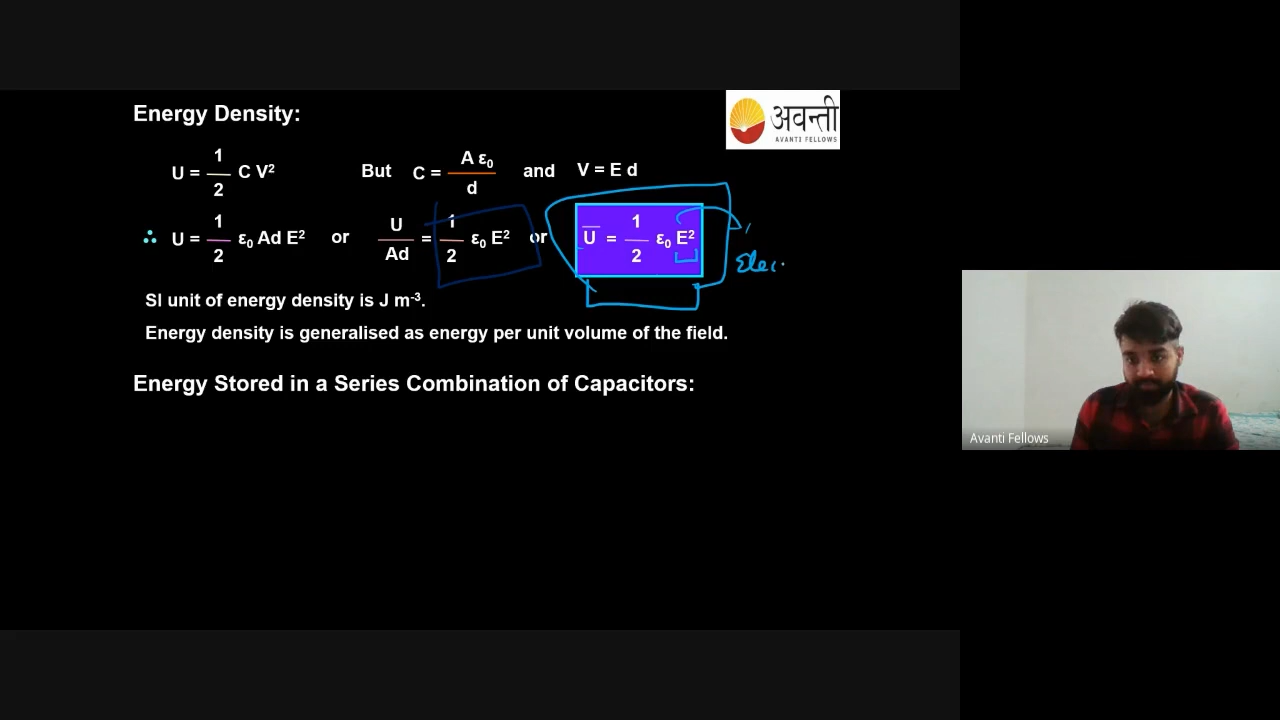 Energy Density:
अवन्ती
AVANTI FELLOWS
U = 1/2 C V² But C = A ε₀/d and V = E d
∴ U = 1/2 ε₀ Ad E² or U/Ad = 1/2 ε₀ E² or U̅ = 1/2 ε₀ E²
Elec
SI unit of energy density is J m⁻³.
Energy density is generalised as energy per unit volume of the field.
Energy Stored in a Series Combination of Capacitors:
Avanti Fellows